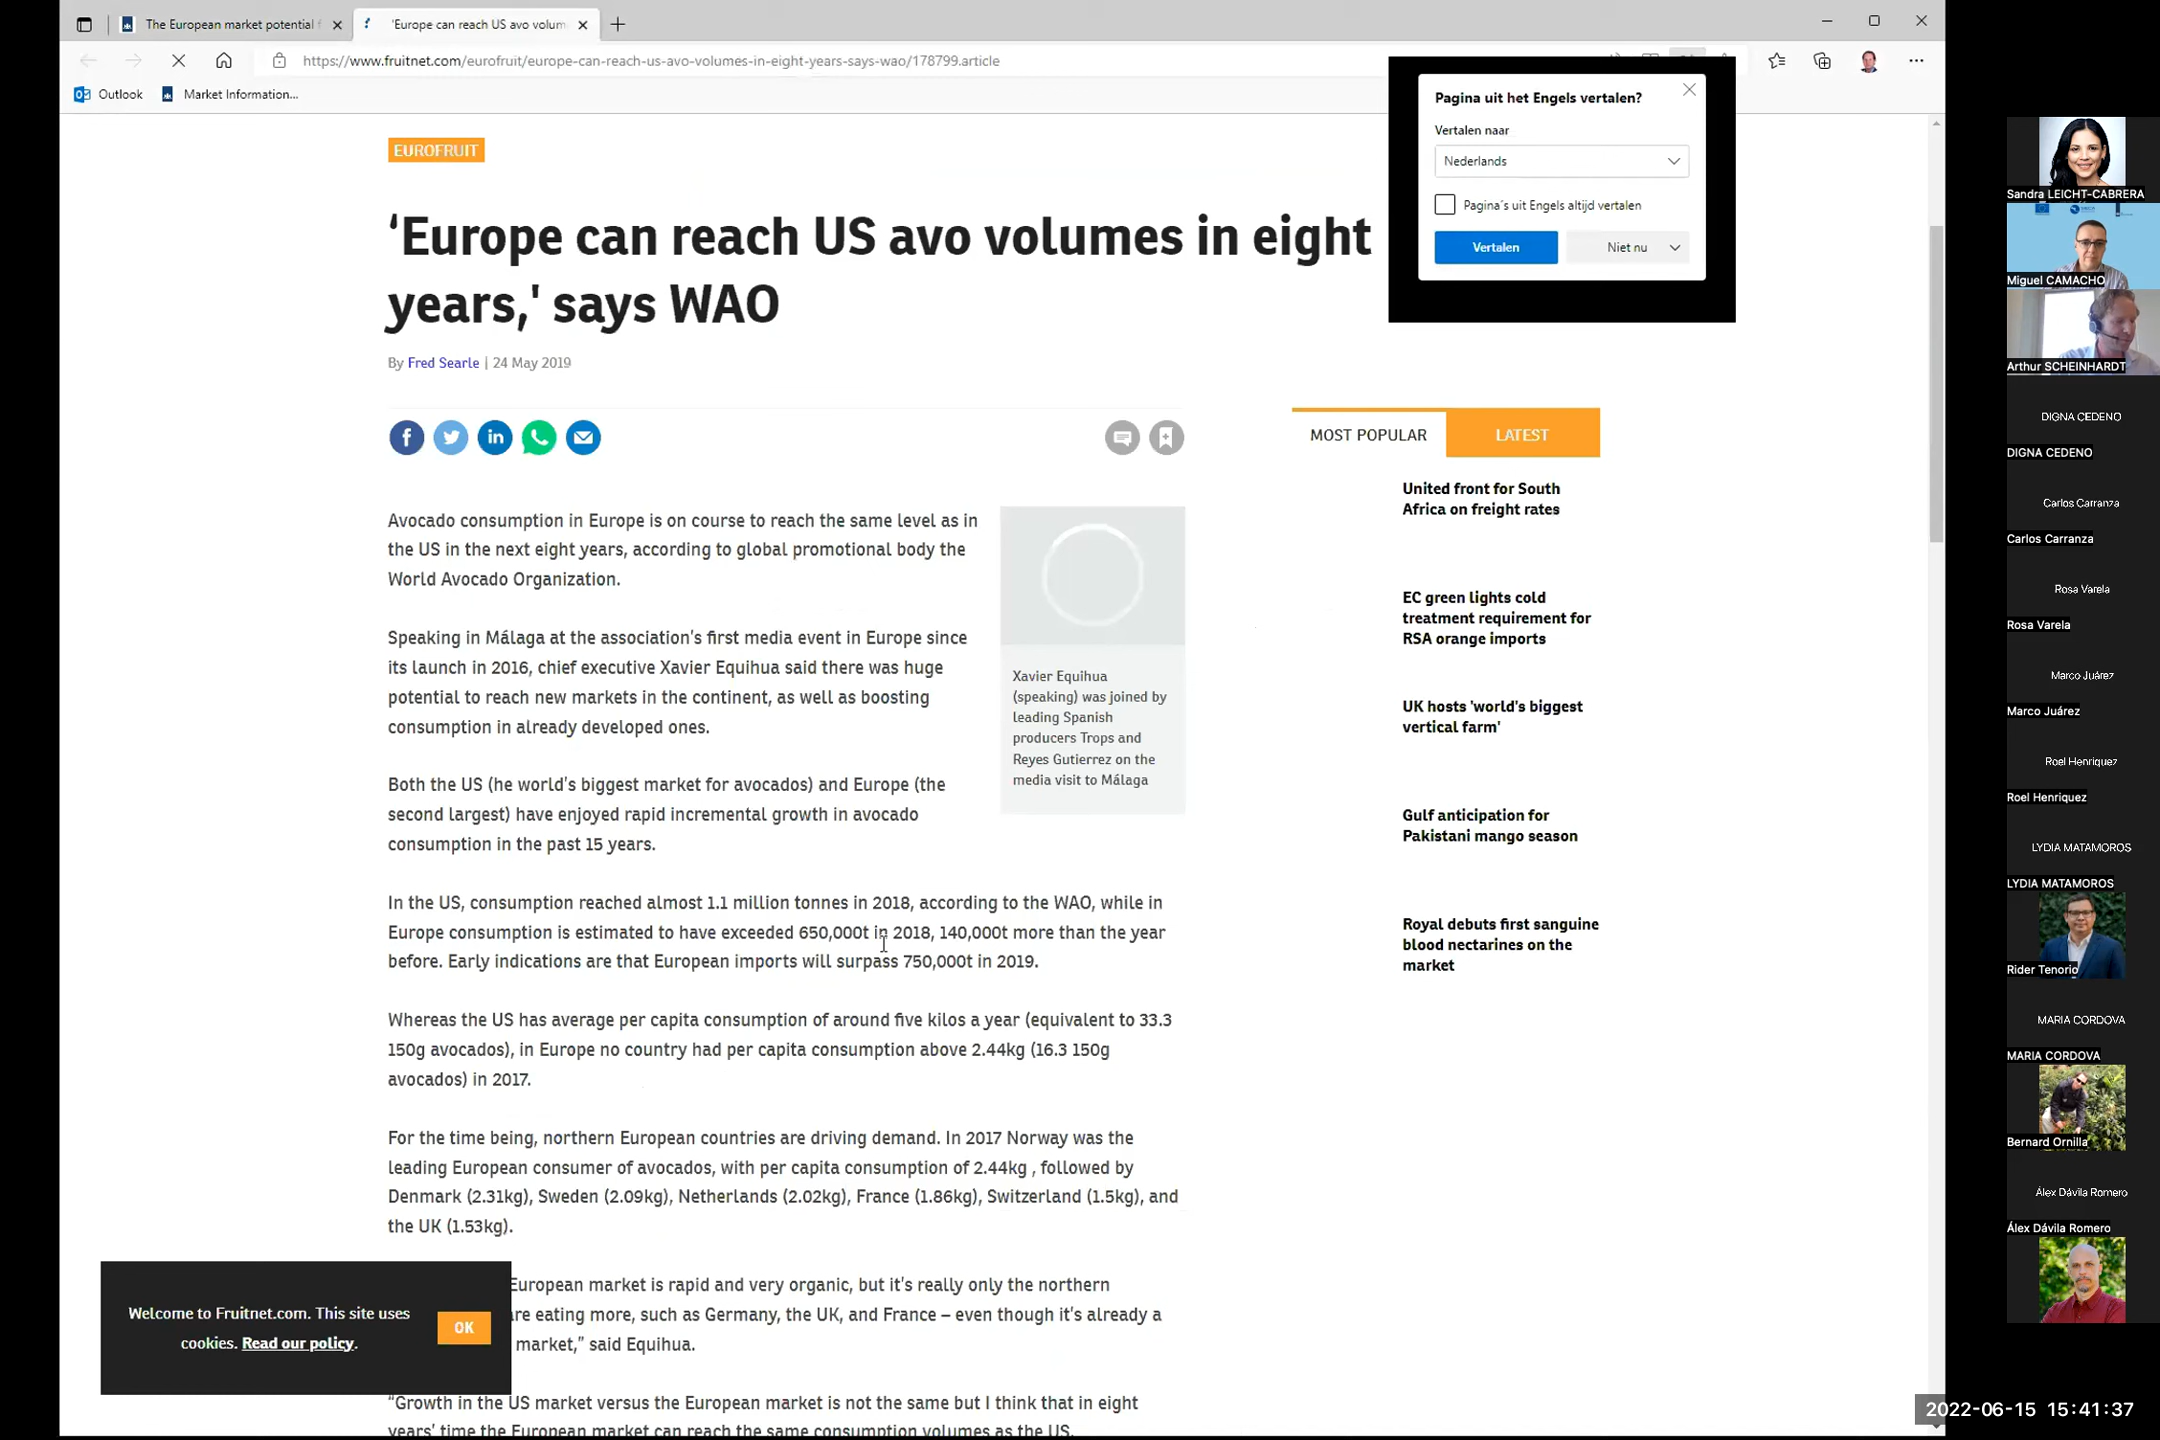 The European market potential f
'Europe can reach US avo volum
https://www.fruitnet.com/eurofruit/europe-can-reach-us-avo-volumes-in-eight-years-says-wao/178799.article
Outlook
Market Information...
Pagina uit het Engels vertalen?
Vertalen naar
Nederlands
Pagina's uit Engels altijd vertalen
Vertalen
Niet nu
EUROFRUIT
‘Europe can reach US avo volumes in eight
years,' says WAO
By Fred Searle | 24 May 2019
MOST POPULAR
LATEST
Avocado consumption in Europe is on course to reach the same level as in
the US in the next eight years, according to global promotional body the
World Avocado Organization.
Speaking in Málaga at the association’s first media event in Europe since
its launch in 2016, chief executive Xavier Equihua said there was huge
potential to reach new markets in the continent, as well as boosting
consumption in already developed ones.
Both the US (he world’s biggest market for avocados) and Europe (the
second largest) have enjoyed rapid incremental growth in avocado
consumption in the past 15 years.
Xavier Equihua
(speaking) was joined by
leading Spanish
producers Trops and
Reyes Gutierrez on the
media visit to Málaga
In the US, consumption reached almost 1.1 million tonnes in 2018, according to the WAO, while in
Europe consumption is estimated to have exceeded 650,000t in 2018, 140,000t more than the year
before. Early indications are that European imports will surpass 750,000t in 2019.
Whereas the US has average per capita consumption of around five kilos a year (equivalent to 33.3
150g avocados), in Europe no country had per capita consumption above 2.44kg (16.3 150g
avocados) in 2017.
For the time being, northern European countries are driving demand. In 2017 Norway was the
leading European consumer of avocados, with per capita consumption of 2.44kg , followed by
Denmark (2.31kg), Sweden (2.09kg), Netherlands (2.02kg), France (1.86kg), Switzerland (1.5kg), and
the UK (1.53kg).
European market is rapid and very organic, but it’s really only the northern
re eating more, such as Germany, the UK, and France – even though it’s already a
market,” said Equihua.
“Growth in the US market versus the European market is not the same but I think that in eight
years’ time the European market can reach the same consumption volumes as the US.
United front for South
Africa on freight rates
EC green lights cold
treatment requirement for
RSA orange imports
UK hosts 'world's biggest
vertical farm'
Gulf anticipation for
Pakistani mango season
Royal debuts first sanguine
blood nectarines on the
market
Welcome to Fruitnet.com. This site uses
cookies. Read our policy.
OK
Sandra LEICHT-CABRERA
Miguel CAMACHO
Arthur SCHEINHARDT
DIGNA CEDENO
DIGNA CEDENO
Carlos Carranza
Carlos Carranza
Rosa Varela
Rosa Varela
Marco Juárez
Marco Juárez
Roel Henriquez
Roel Henriquez
LYDIA MATAMOROS
LYDIA MATAMOROS
Rider Tenorio
MARIA CORDOVA
MARIA CORDOVA
Bernard Ornilla
Álex Dávila Romero
Álex Dávila Romero
2022-06-15 15:41:37